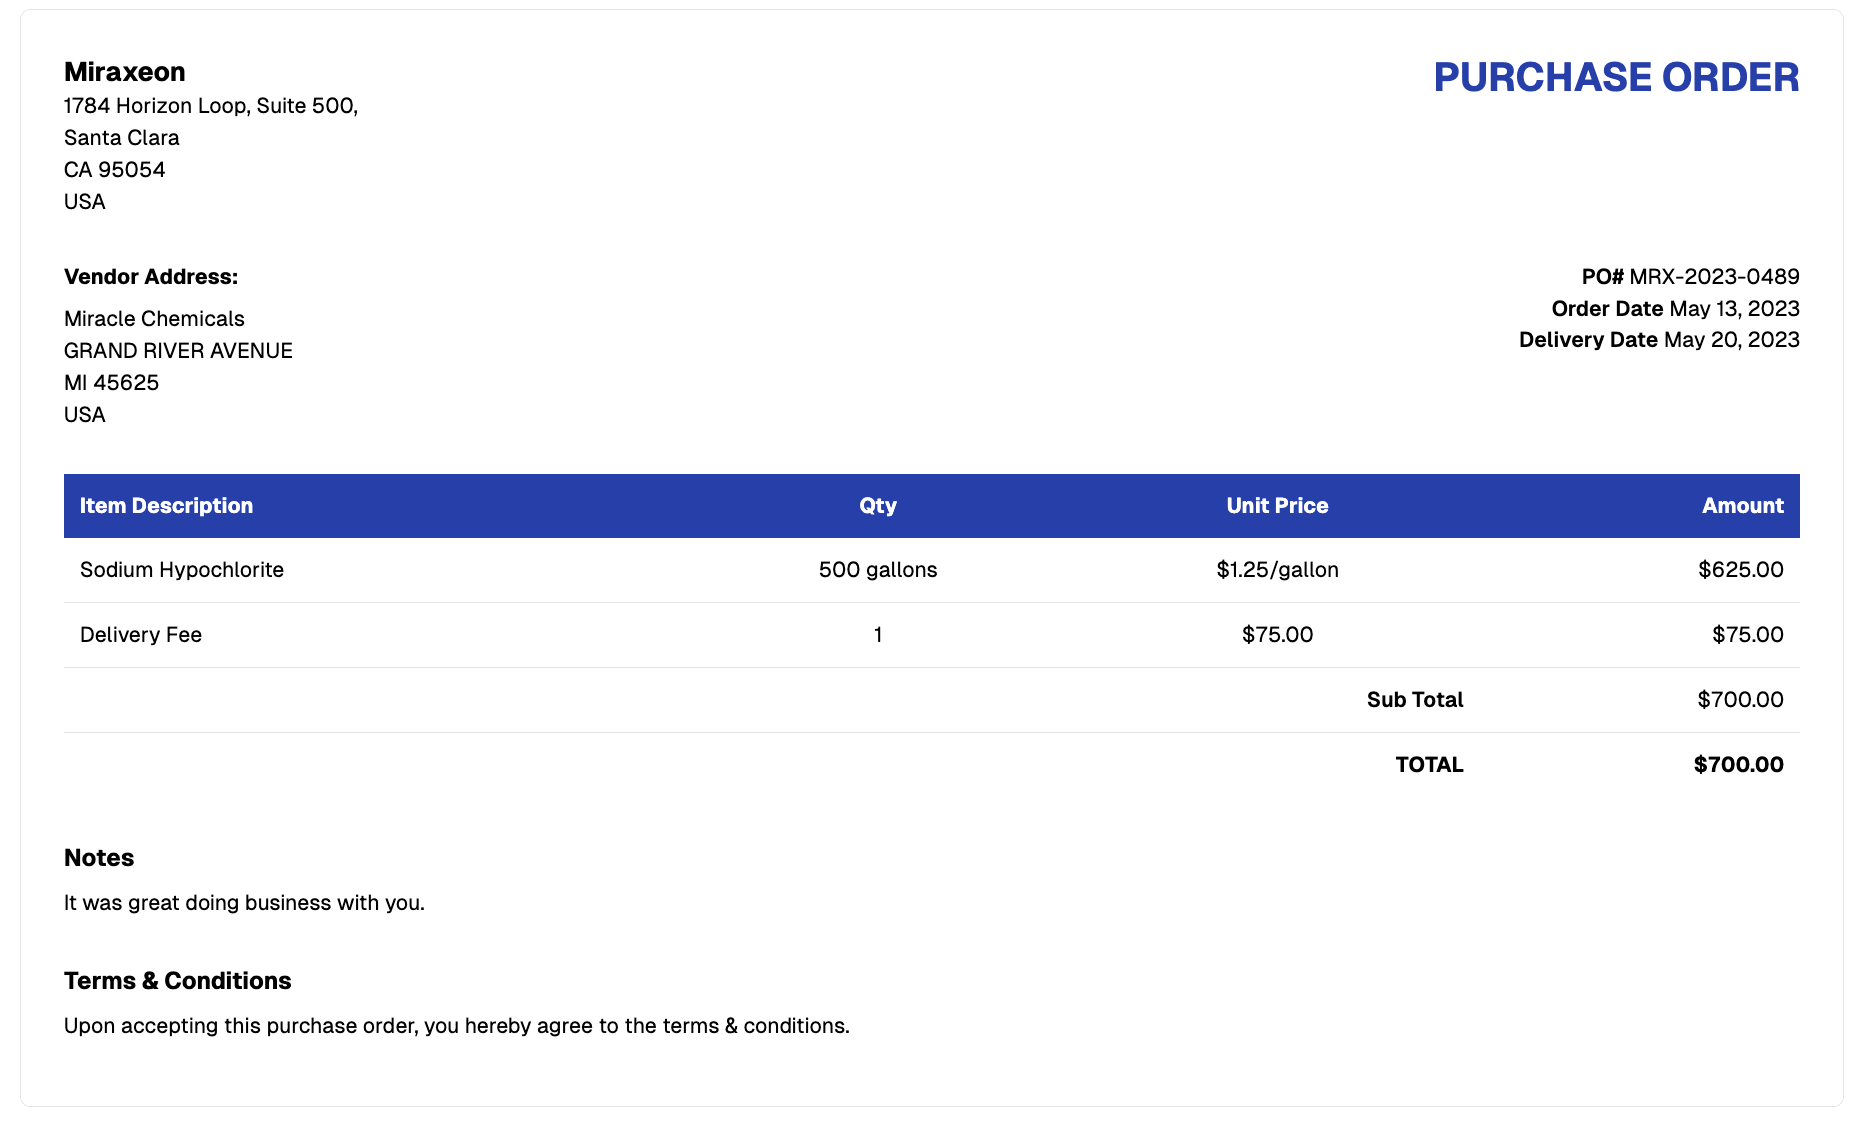 Miraxeon
PURCHASE ORDER
1784 Horizon Loop, Suite 500,
Santa Clara
CA 95054
USA
Vendor Address:
Miracle Chemicals
GRAND RIVER AVENUE
MI 45625
USA
PO# MRX-2023-0489
Order Date May 13, 2023
Delivery Date May 20, 2023
Item Description Qty Unit Price Amount
Sodium Hypochlorite 500 gallons $1.25/gallon $625.00
Delivery Fee 1 $75.00 $75.00
Sub Total $700.00
TOTAL $700.00
Notes
It was great doing business with you.
Terms & Conditions
Upon accepting this purchase order, you hereby agree to the terms & conditions.